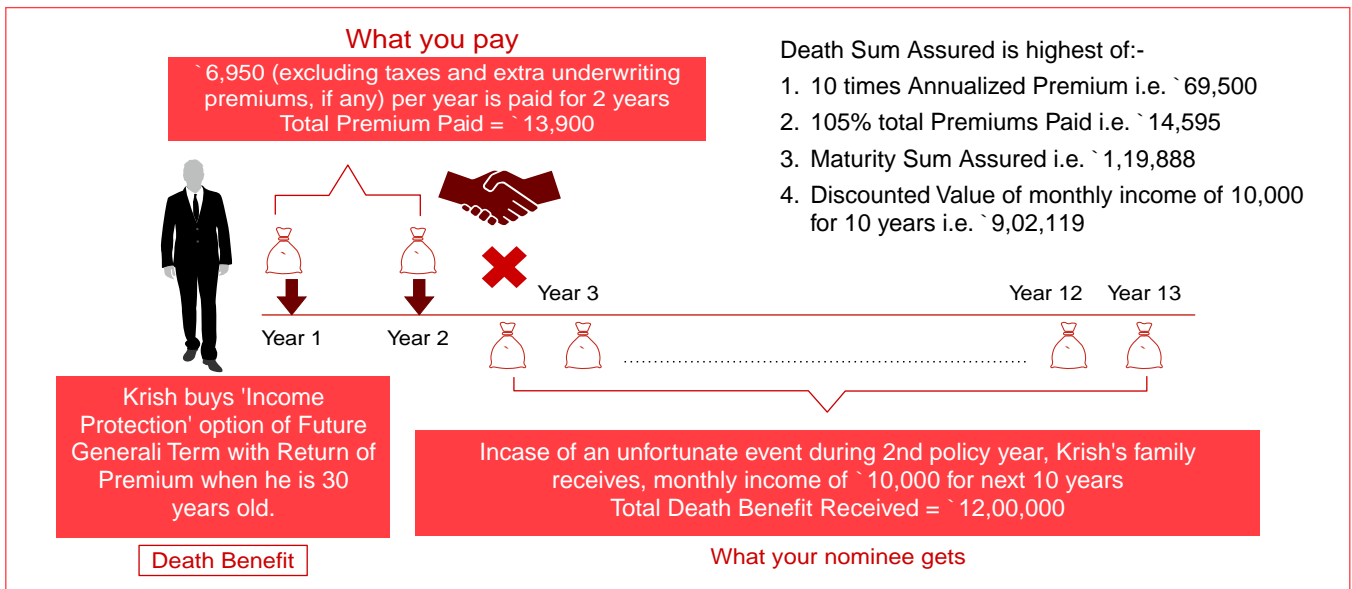 What you pay
`6,950 (excluding taxes and extra underwriting
premiums, if any) per year is paid for 2 years
Total Premium Paid = `13,900
Death Sum Assured is highest of:-
1. 10 times Annualized Premium i.e. `69,500
2. 105% total Premiums Paid i.e. `14,595
3. Maturity Sum Assured i.e. `1,19,888
4. Discounted Value of monthly income of 10,000
for 10 years i.e. `9,02,119
Year 1
Year 2
Year 3
Year 12
Year 13
Krish buys 'Income
Protection' option of Future
Generali Term with Return of
Premium when he is 30
years old.
Death Benefit
Incase of an unfortunate event during 2nd policy year, Krish's family
receives, monthly income of `10,000 for next 10 years
Total Death Benefit Received = `12,00,000
What your nominee gets